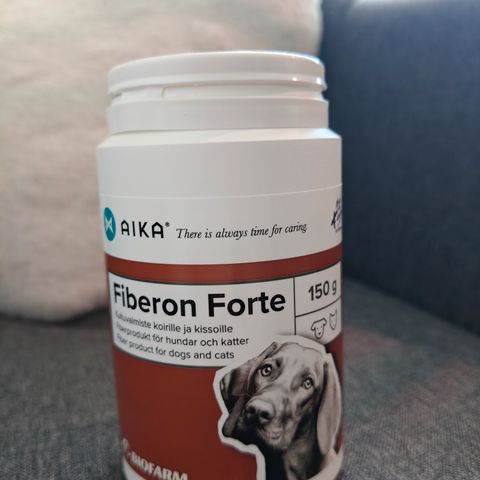 AIKA® There is always time for caring.
Fiberon Forte
150 g
Kuituvalmiste koirille ja kissoille
Fiberprodukt för hundar och katter
Fiber product for dogs and cats
BIOFARM